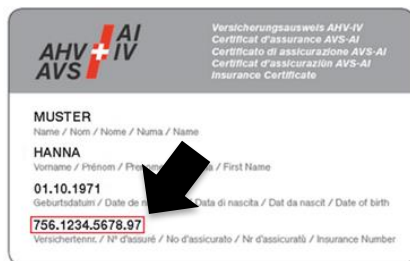 AHV AVS AI IV
Versicherungsausweis AHV-IV
Certificat d'assurance AVS-AI
Certificato di assicurazione AVS-AI
Certificat d'assicuraziun AVS-AI
Insurance Certificate
MUSTER
Name / Nom / Nome / Numa / Name
HANNA
Vorname / Prénom / / First Name
01.10.1971
Geburtsdatum / Date de / Data di nascita / Dat da naschit / Date of birth
756.1234.5678.97
Versichertennr. / N° d'assuré / No d'assicurato / Nr d'assicurà / Insurance Number